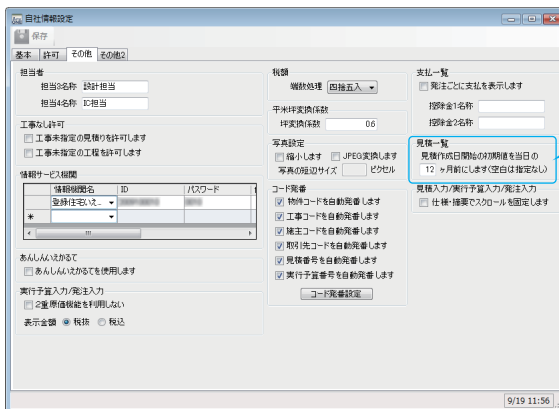 自社情報設定
保存
基本 許可 その他 その他2
担当者
担当3名称 設計担当
担当4名称 IC担当
工事なし許可
工事未指定の見積りを許可します
工事未指定の工程を許可します
情報サービス機関
情報機関名 ID パスワード
登録住宅いえ..
*
あんしんいえかるて
あんしんいえかるてを使用します
実行予算入力/発注入力
2重原価機能を利用しない
表示金額 税抜 税込
税額
端数処理 四捨五入
平米坪変換係数
坪変換係数 0.6
写真設定
縮小します JPEG変換します
写真の短辺サイズ ピクセル
コード発番
物件コードを自動発番します
工事コードを自動発番します
施主コードを自動発番します
取引先コードを自動発番します
見積番号を自動発番します
実行予算番号を自動発番します
コード発番設定
支払一覧
発注ごとに支払を表示します
控除金1名称
控除金2名称
見積一覧
見積作成日開始の初期値を当日の
12 ヶ月前にします(空白は指定なし)
見積入力/実行予算入力/発注入力
仕様・摘要でスクロールを固定します
9/19 11:56